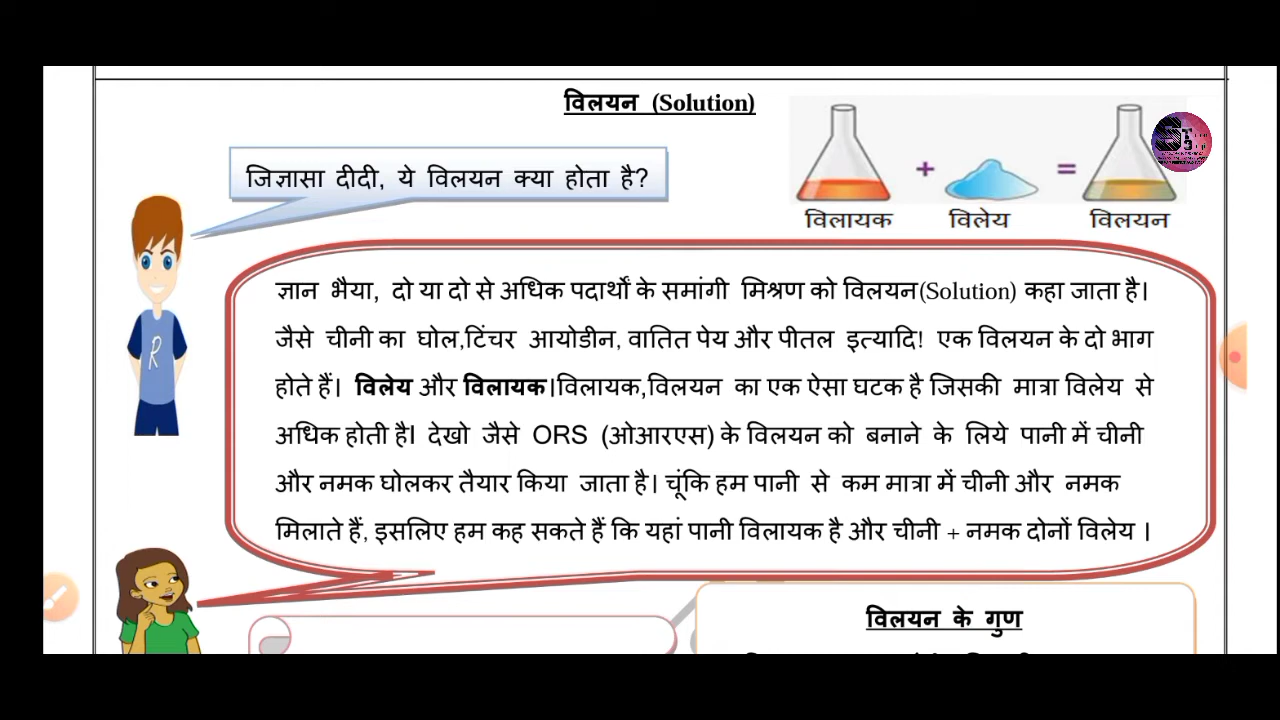 विलयन (Solution)
जिज्ञासा दीदी, ये विलयन क्या होता है?
+ =
विलायक विलेय विलयन
ज्ञान भैया, दो या दो से अधिक पदार्थों के समांगी मिश्रण को विलयन(Solution) कहा जाता है।
जैसे चीनी का घोल,टिंचर आयोडीन, वातित पेय और पीतल इत्यादि! एक विलयन के दो भाग
होते हैं। विलेय और विलायक।विलायक,विलयन का एक ऐसा घटक है जिसकी मात्रा विलेय से
अधिक होती है। देखो जैसे ORS (ओआरएस) के विलयन को बनाने के लिये पानी में चीनी
और नमक घोलकर तैयार किया जाता है। चूंकि हम पानी से कम मात्रा में चीनी और नमक
मिलाते हैं, इसलिए हम कह सकते हैं कि यहां पानी विलायक है और चीनी + नमक दोनों विलेय ।
R
विलयन के गुण